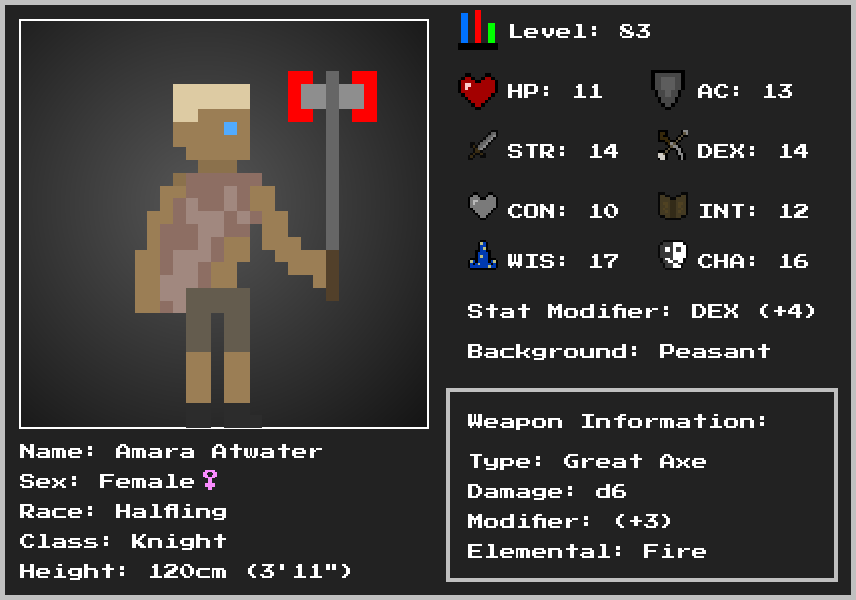 Level: 83
HP: 11
AC: 13
STR: 14
DEX: 14
CON: 10
INT: 12
WIS: 17
CHA: 16
Stat Modifier: DEX (+4)
Background: Peasant
Weapon Information:
Type: Great Axe
Damage: d6
Modifier: (+3)
Elemental: Fire
Name: Amara Atwater
Sex: Female♀
Race: Halfling
Class: Knight
Height: 120cm (3'11")